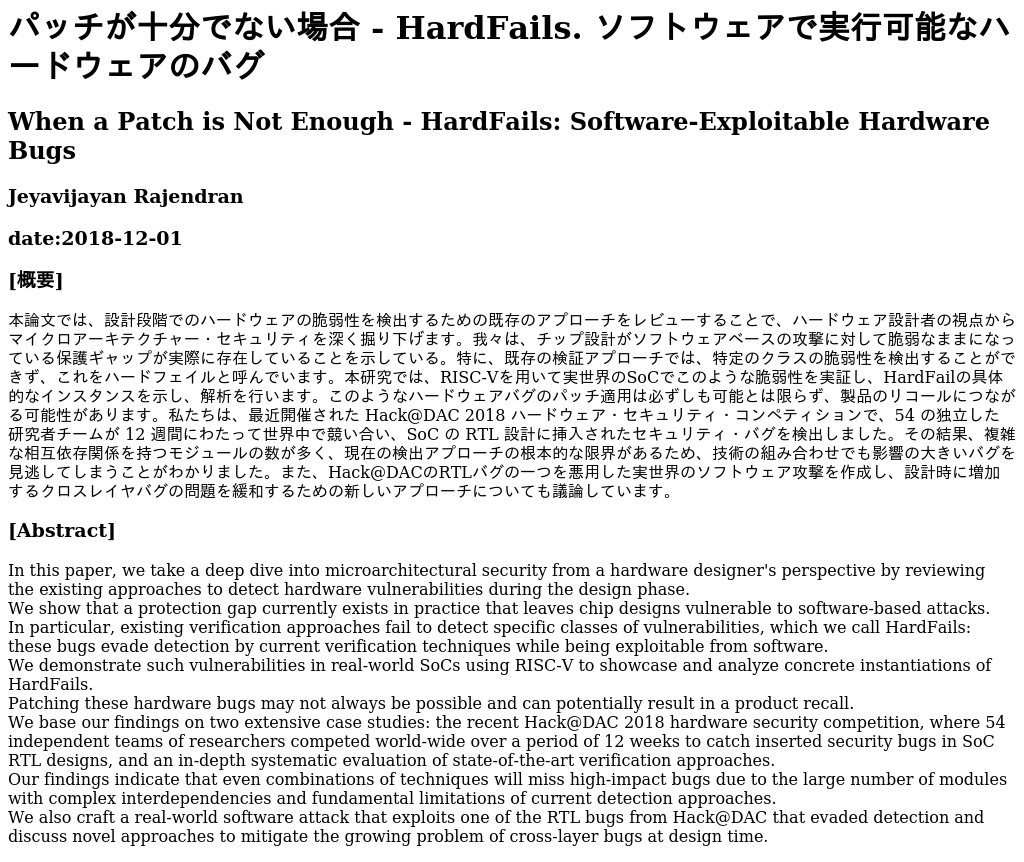 パッチが十分でない場合 - HardFails. ソフトウェアで実行可能なハ
ードウェアのバグ
When a Patch is Not Enough - HardFails: Software-Exploitable Hardware
Bugs
Jeyavijayan Rajendran
date:2018-12-01
[概要]
本論文では、設計段階でのハードウェアの脆弱性を検出するための既存のアプローチをレビューすることで、ハードウェア設計者の視点から
マイクロアーキテクチャー・セキュリティを深く掘り下げます。我々は、チップ設計がソフトウェアベースの攻撃に対して脆弱なままになっ
ている保護ギャップが実際に存在していることを示している。特に、既存の検証アプローチでは、特定のクラスの脆弱性を検出することがで
きず、これをハードフェイルと呼んでいます。本研究では、RISC-Vを用いて実世界のSoCでこのような脆弱性を実証し、HardFailの具体
的なインスタンスを示し、解析を行います。このようなハードウェアバグのパッチ適用は必ずしも可能とは限らず、製品のリコールにつなが
る可能性があります。私たちは、最近開催された Hack@DAC 2018 ハードウェア・セキュリティ・コンペティションで、54 の独立した
研究者チームが 12 週間にわたって世界中で競い合い、SoC の RTL 設計に挿入されたセキュリティ・バグを検出しました。その結果、複雑
な相互依存関係を持つモジュールの数が多く、現在の検出アプローチの根本的な限界があるため、技術の組み合わせでも影響の大きいバグを
見逃してしまうことがわかりました。また、Hack@DACのRTLバグの一つを悪用した実世界のソフトウェア攻撃を作成し、設計時に増加
するクロスレイヤバグの問題を緩和するための新しいアプローチについても議論しています。
[Abstract]
In this paper, we take a deep dive into microarchitectural security from a hardware designer's perspective by reviewing
the existing approaches to detect hardware vulnerabilities during the design phase.
We show that a protection gap currently exists in practice that leaves chip designs vulnerable to software-based attacks.
In particular, existing verification approaches fail to detect specific classes of vulnerabilities, which we call HardFails:
these bugs evade detection by current verification techniques while being exploitable from software.
We demonstrate such vulnerabilities in real-world SoCs using RISC-V to showcase and analyze concrete instantiations of
HardFails.
Patching these hardware bugs may not always be possible and can potentially result in a product recall.
We base our findings on two extensive case studies: the recent Hack@DAC 2018 hardware security competition, where 54
independent teams of researchers competed world-wide over a period of 12 weeks to catch inserted security bugs in SoC
RTL designs, and an in-depth systematic evaluation of state-of-the-art verification approaches.
Our findings indicate that even combinations of techniques will miss high-impact bugs due to the large number of modules
with complex interdependencies and fundamental limitations of current detection approaches.
We also craft a real-world software attack that exploits one of the RTL bugs from Hack@DAC that evaded detection and
discuss novel approaches to mitigate the growing problem of cross-layer bugs at design time.